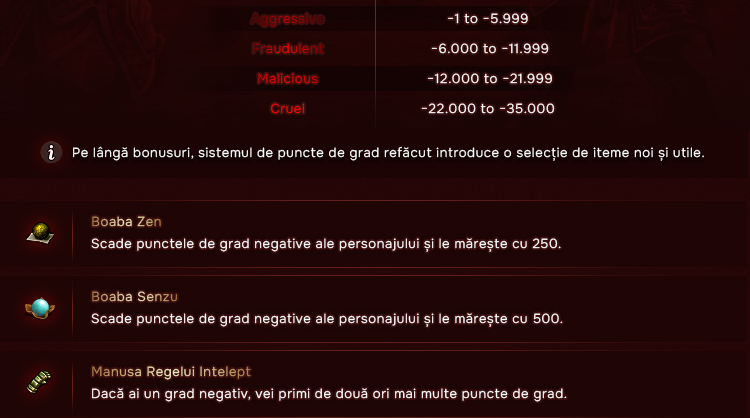 Aggressive -1 to -5.999
Fraudulent -6.000 to -11.999
Malicious -12.000 to -21.999
Cruel -22.000 to -35.000
Pe lângă bonusuri, sistemul de puncte de grad refăcut introduce o selecție de iteme noi și utile.
Boaba Zen
Scade punctele de grad negative ale personajului și le mărește cu 250.
Boaba Senzu
Scade punctele de grad negative ale personajului și le mărește cu 500.
Manusa Regelui Intelept
Dacă ai un grad negativ, vei primi de două ori mai multe puncte de grad.